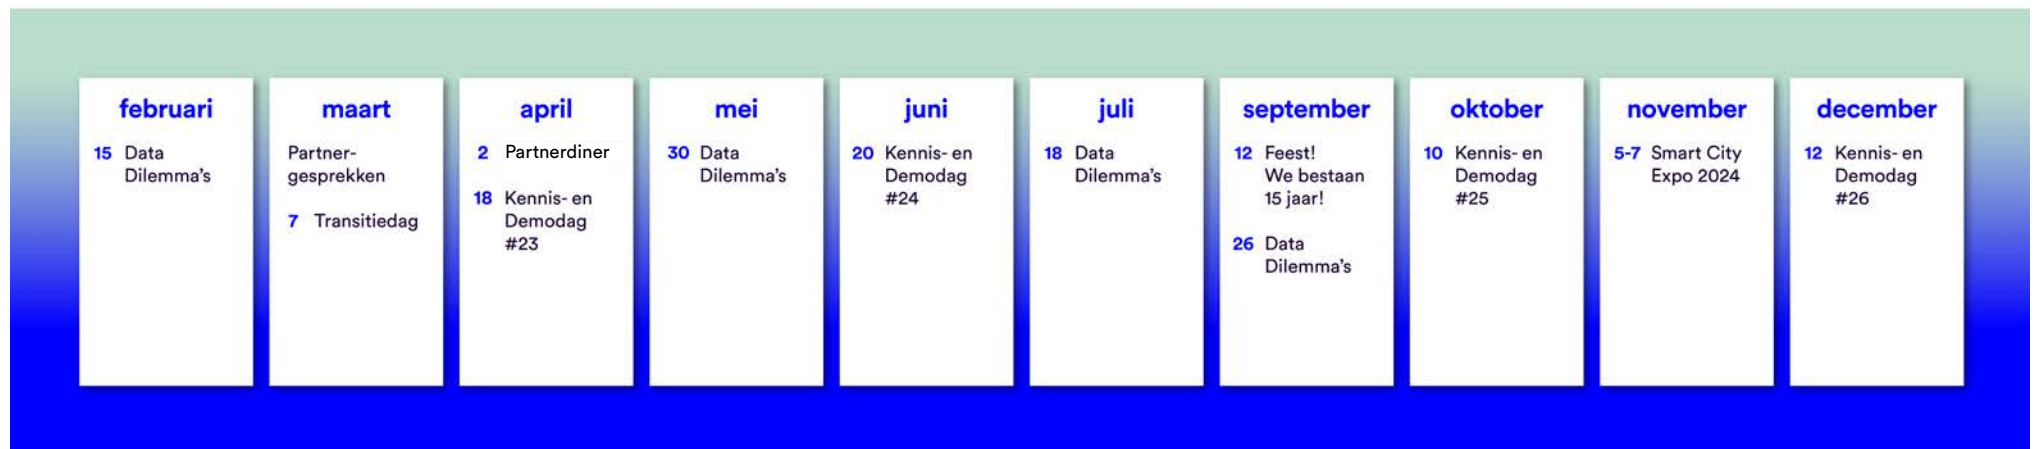 februari
15 Data
Dilemma's
maart
Partner-
gesprekken
7 Transitiedag
april
2 Partnerdiner
18 Kennis- en
Demodag
#23
mei
30 Data
Dilemma's
juni
20 Kennis- en
Demodag
#24
juli
18 Data
Dilemma's
september
12 Feest!
We bestaan
15 jaar!
26 Data
Dilemma's
oktober
10 Kennis- en
Demodag
#25
november
5-7 Smart City
Expo 2024
december
12 Kennis- en
Demodag
#26